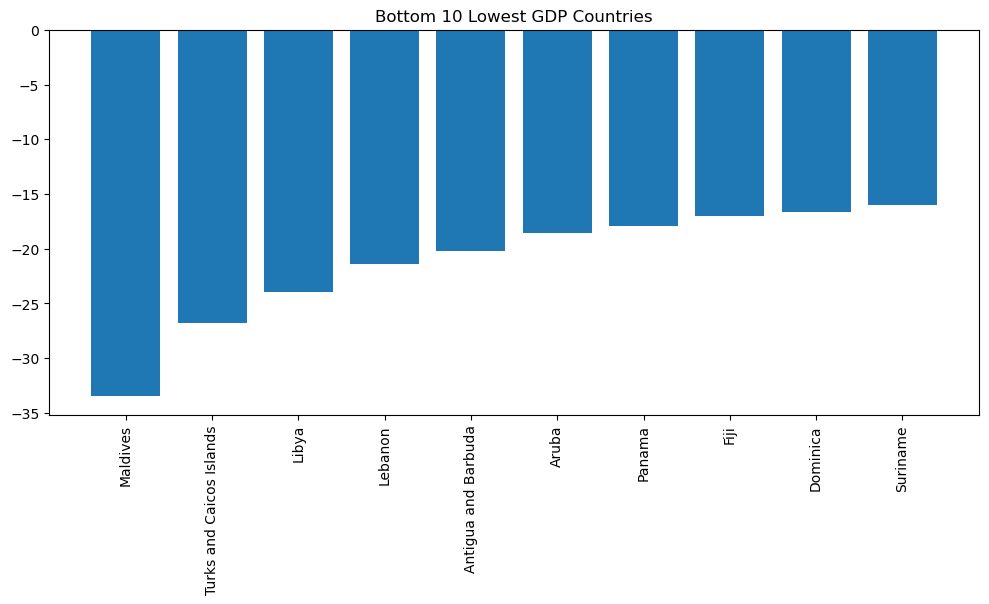 Bottom 10 Lowest GDP Countries
0
−5
−10
−15
−20
−25
−30
−35
Maldives
Turks and Caicos Islands
Libya
Lebanon
Antigua and Barbuda
Aruba
Panama
Fiji
Dominica
Suriname